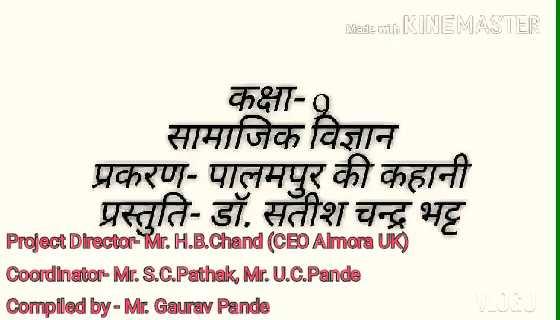 Made with KINEMASTER
कक्षा- 9
सामाजिक विज्ञान
प्रकरण- पालमपुर की कहानी
प्रस्तुति- डॉ. सतीश चन्द्र भट्ट
Project Director- Mr. H.B.Chand (CEO Almora UK)
Coordinator- Mr. S.C.Pathak, Mr. U.C.Pande
Compiled by - Mr. Gaurav Pande
VLOGU